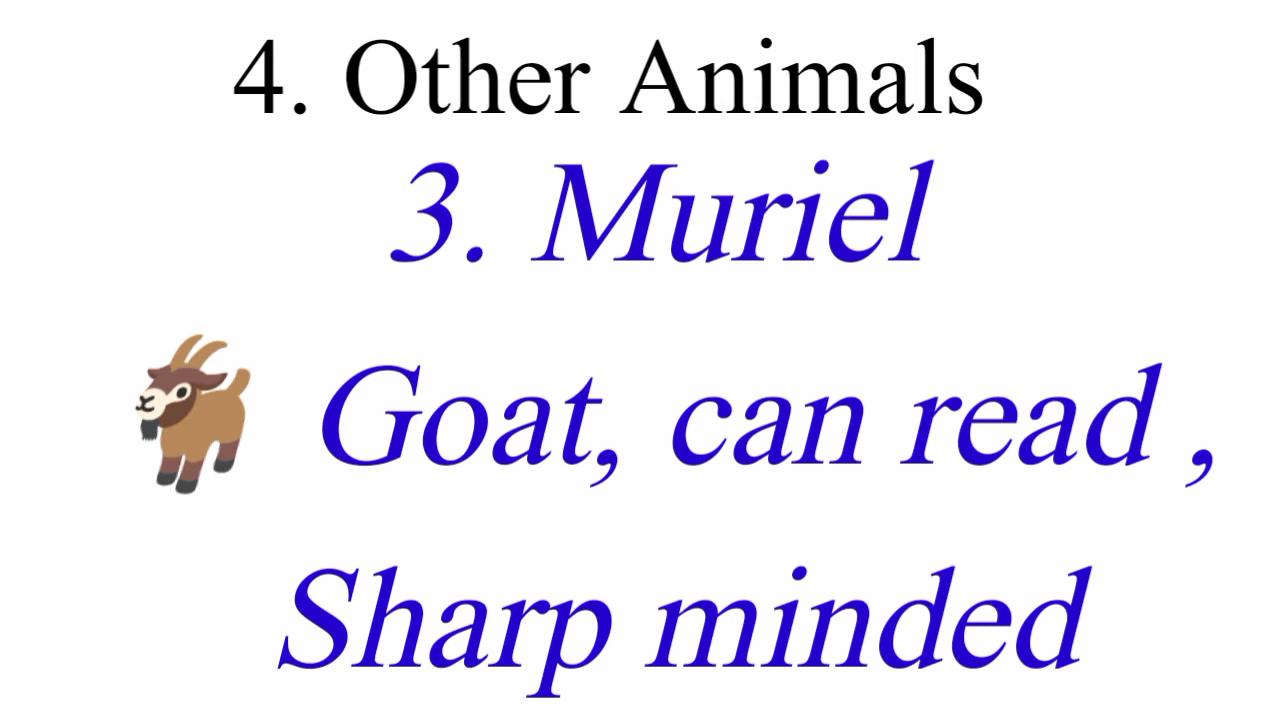 4. Other Animals
3. Muriel
Goat, can read ,
Sharp minded